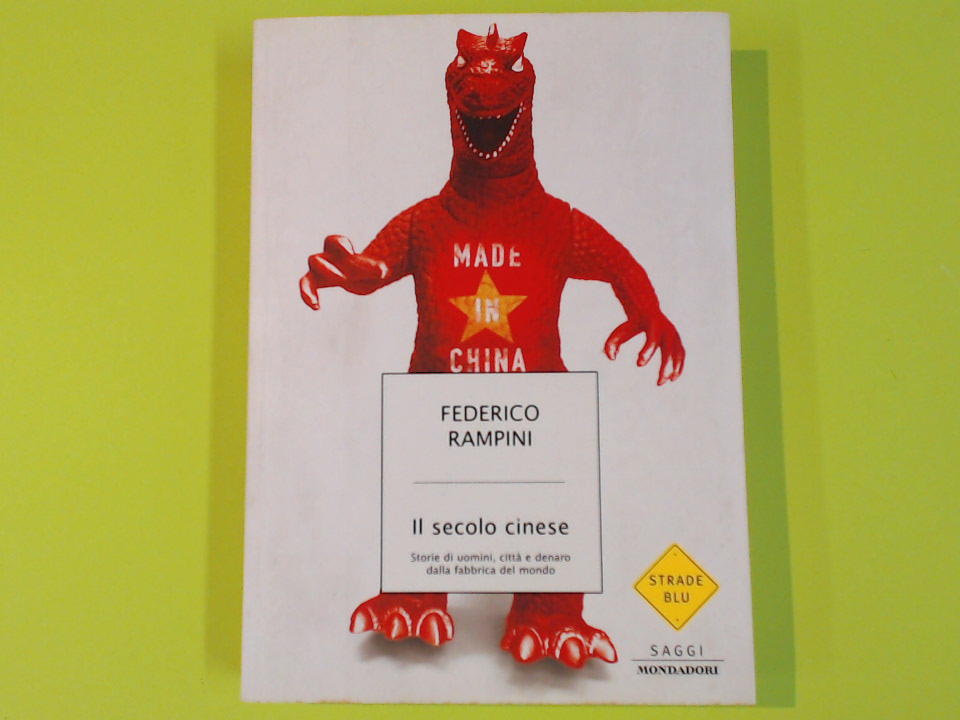 MADE
IN
CHINA
FEDERICO
RAMPINI
Il secolo cinese
Storie di uomini, città e denaro
dalla fabbrica del mondo
STRADE
BLU
SAGGI
MONDADORI